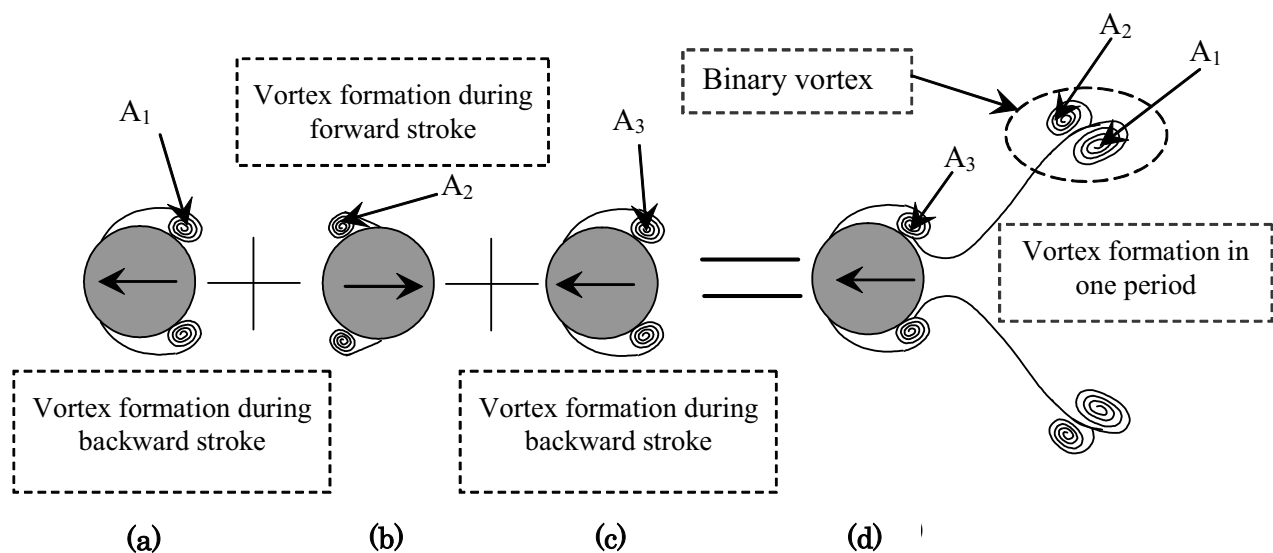 A2
A1
Binary vortex
Vortex formation during
forward stroke
A1
A3
A2
A3
Vortex formation in
one period
Vortex formation during
backward stroke
Vortex formation during
backward stroke
(a)
(b)
(c)
(d)